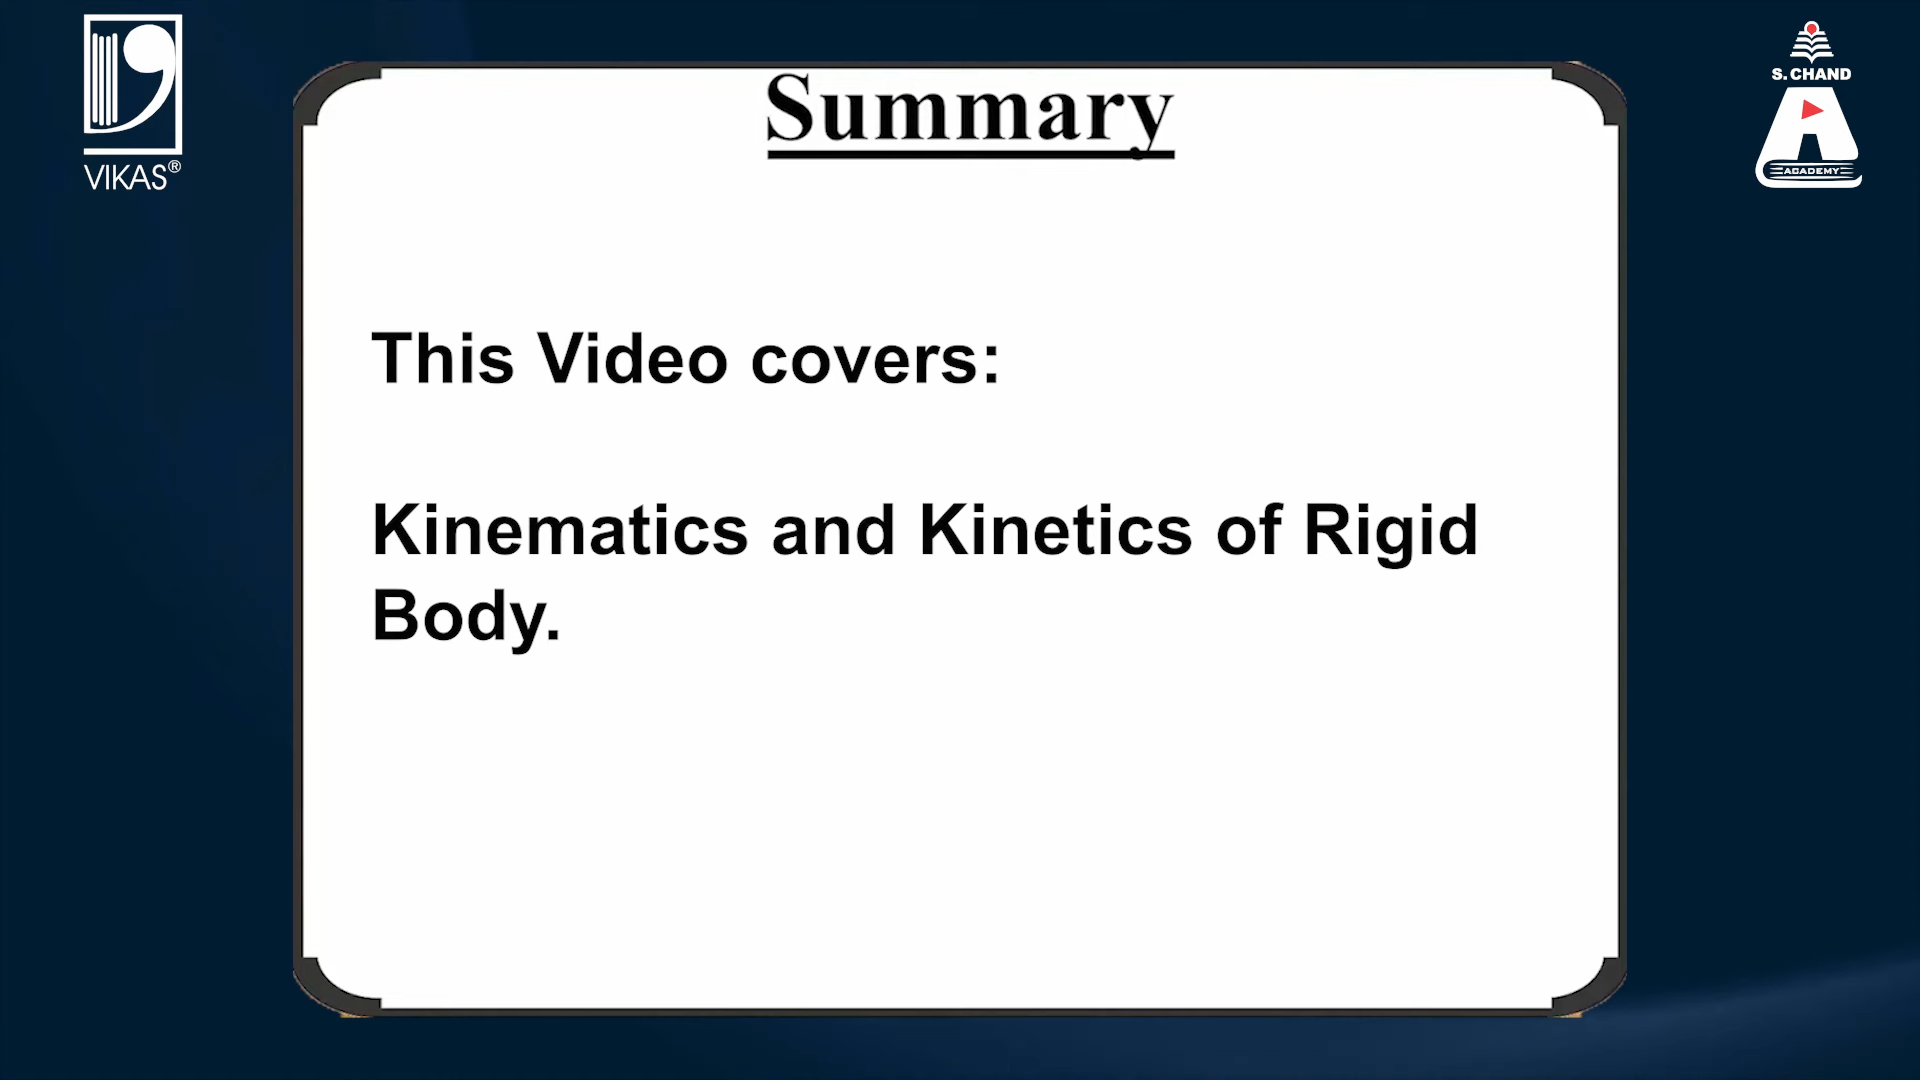 VIKAS®
S. CHAND
ACADEMY
Summary
This Video covers:
Kinematics and Kinetics of Rigid
Body.